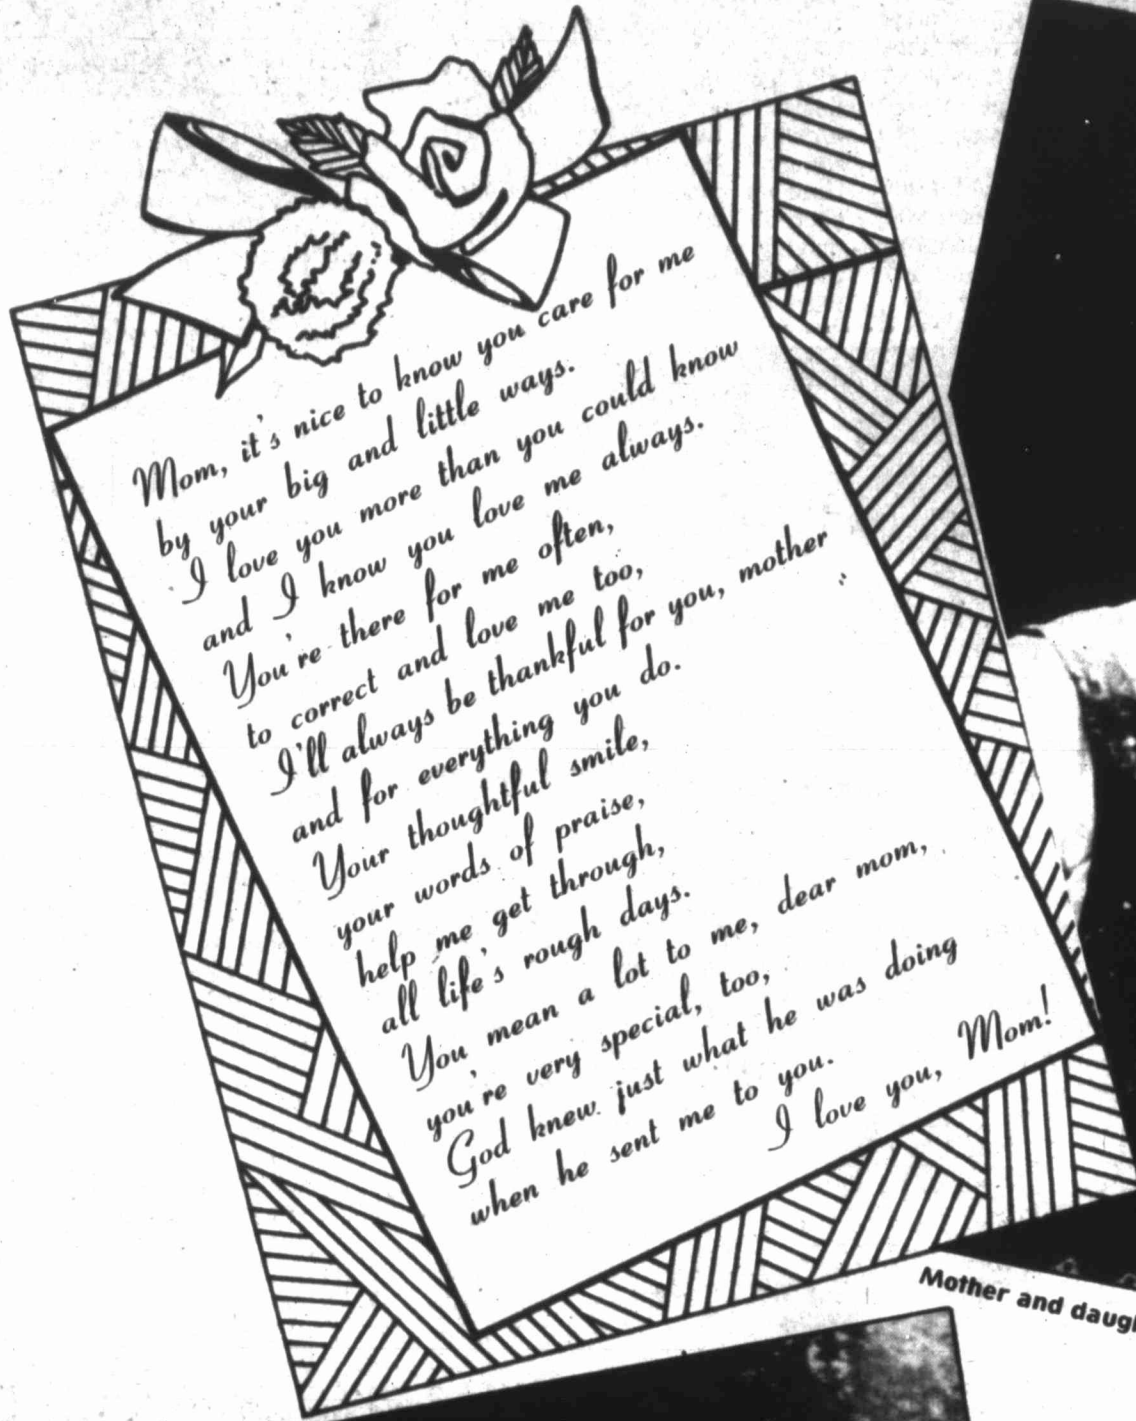 Mom, it's nice to know you care for me
by your big and little ways.
I love you more than you could know
and I know you love me always.
You're there for me often,
to correct and love me too,
I'll always be thankful for you, mother
and for everything you do.
Your thoughtful smile,
your words of praise,
help me get through,
all life's rough days.
You mean a lot to me, dear mom,
you're very special, too,
God knew just what he was doing
when he sent me to you.
I love you, Mom!
Mother and